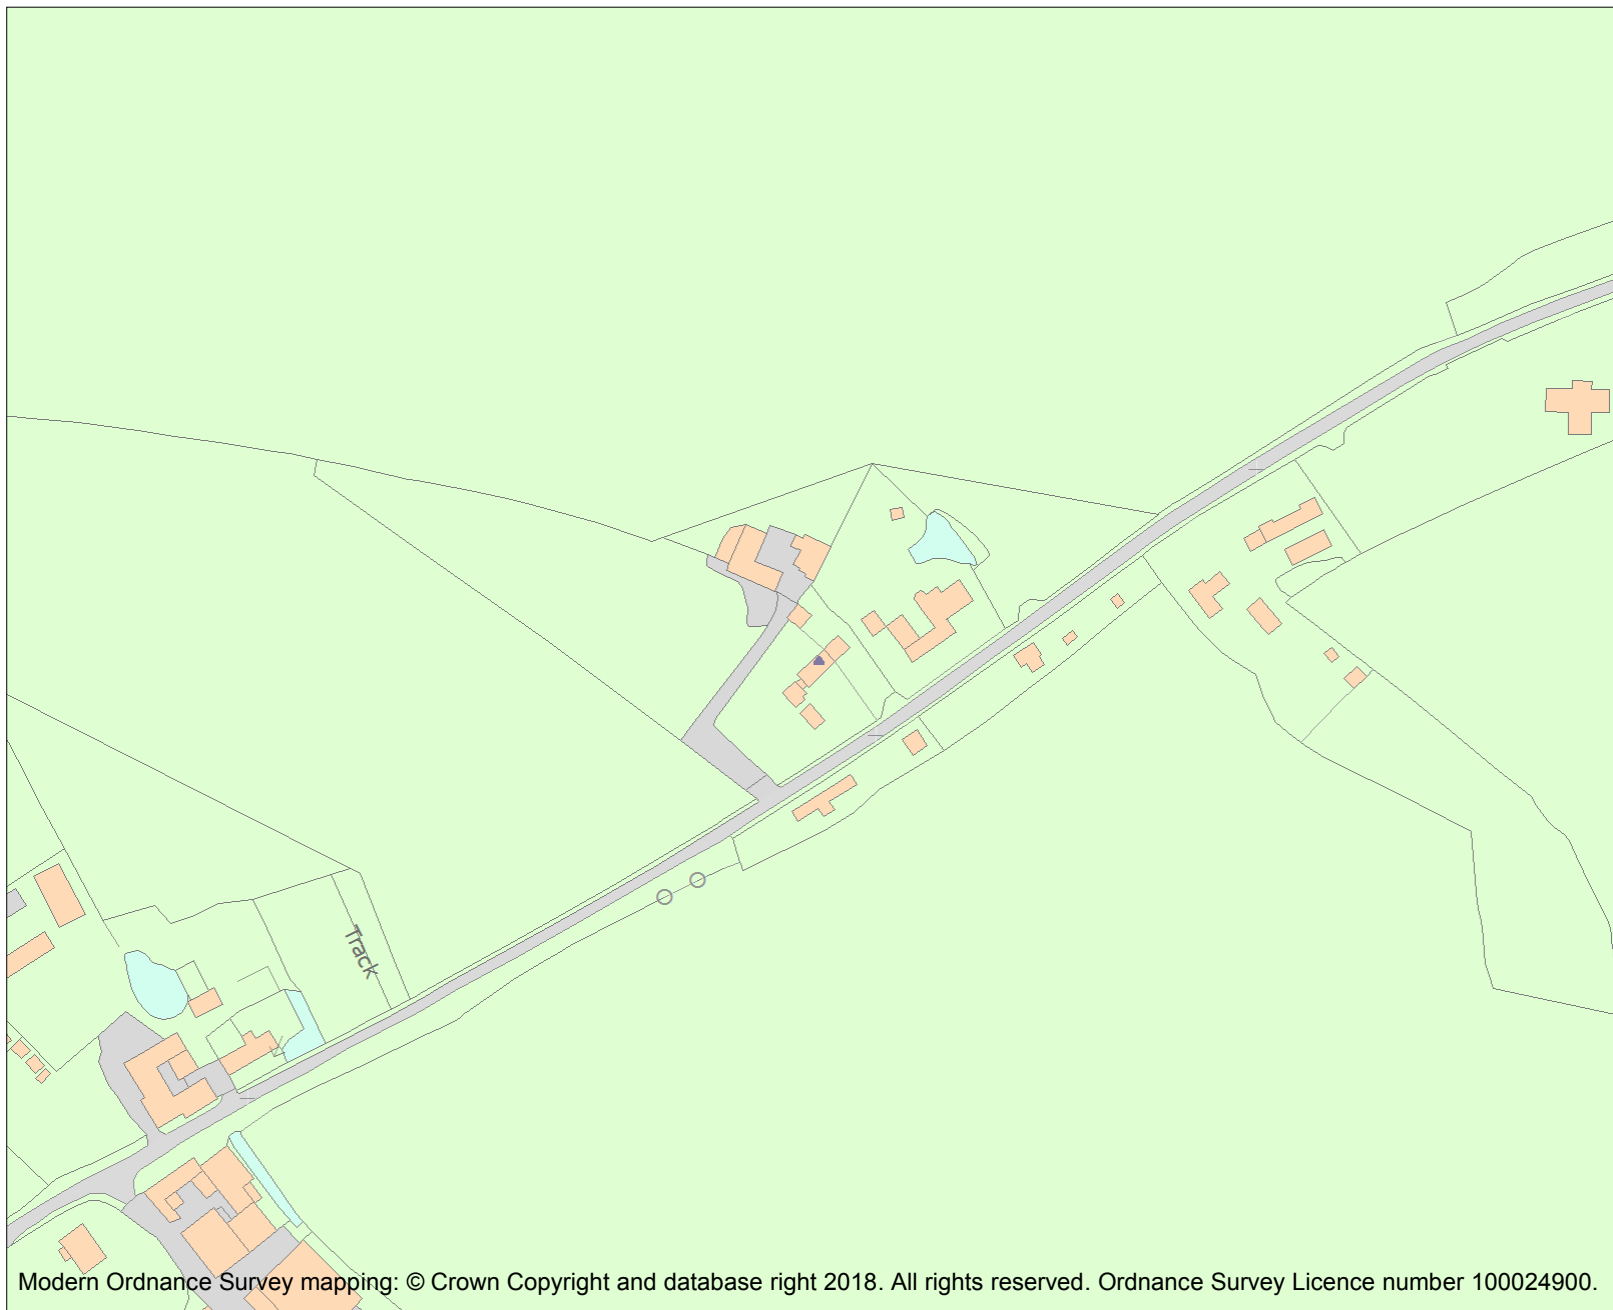 Track
Modern Ordnance Survey mapping: © Crown Copyright and database right 2018. All rights reserved. Ordnance Survey Licence number 100024900.